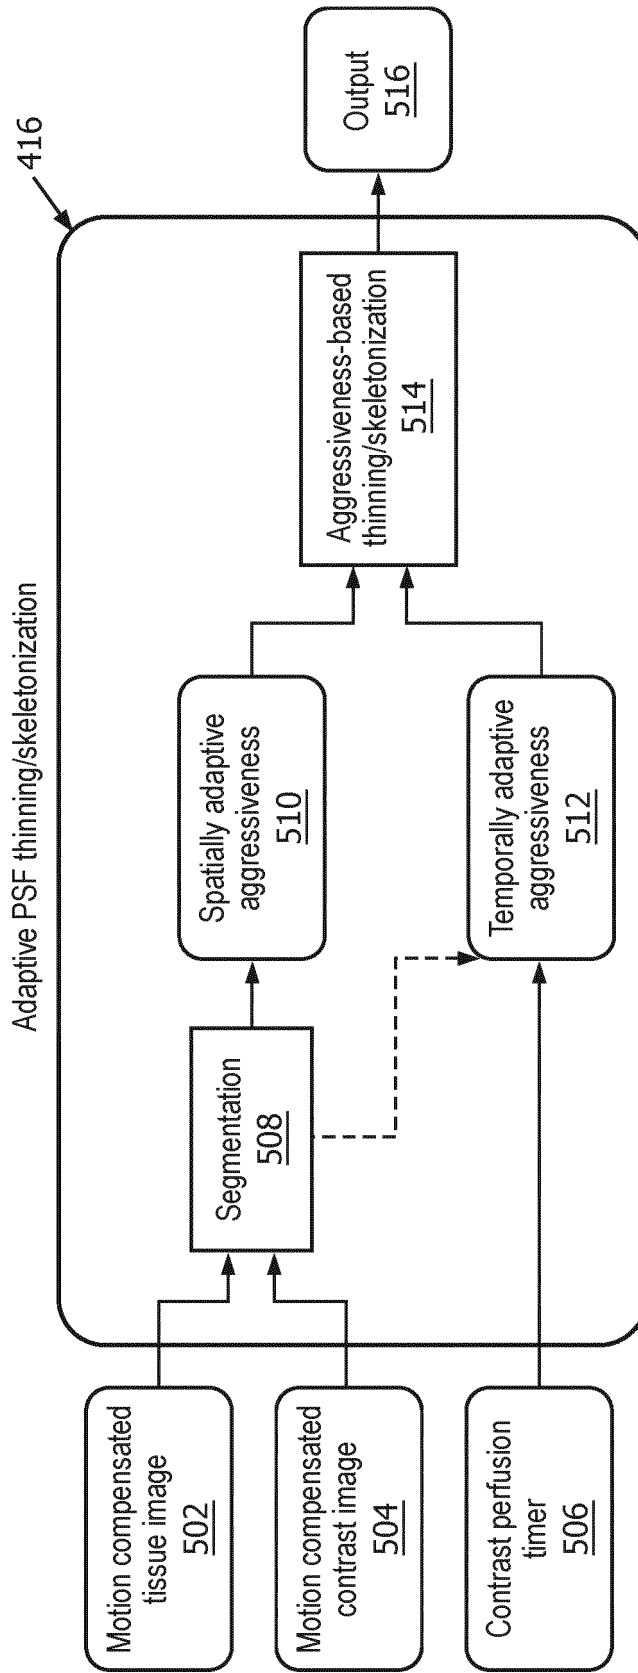 Adaptive PSF thinning/skeletonization
416
Motion compensated
tissue image
502
Motion compensated
contrast image
504
Contrast perfusion
timer
506
Segmentation
508
Spatially adaptive
aggressiveness
510
Temporally adaptive
aggressiveness
512
Aggressiveness-based
thinning/skeletonization
514
Output
516